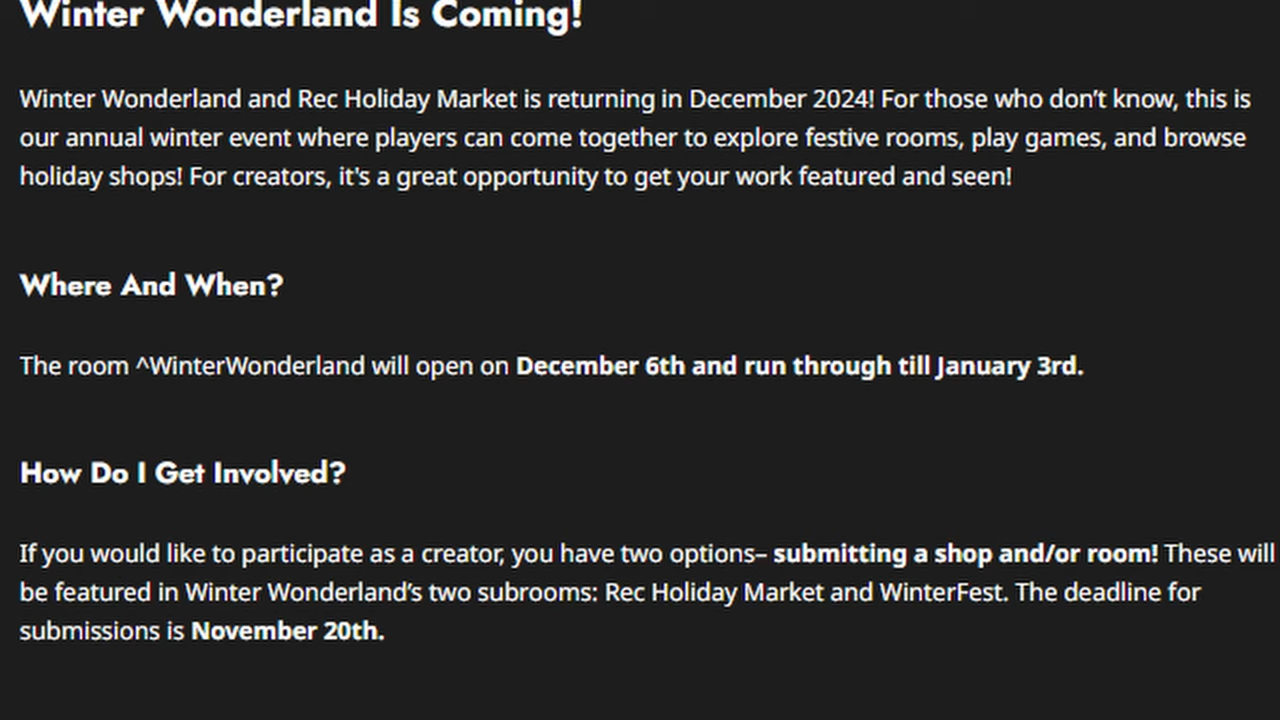 Winter Wonderland Is Coming!
Winter Wonderland and Rec Holiday Market is returning in December 2024! For those who don’t know, this is
our annual winter event where players can come together to explore festive rooms, play games, and browse
holiday shops! For creators, it's a great opportunity to get your work featured and seen!
Where And When?
The room ^WinterWonderland will open on December 6th and run through till January 3rd.
How Do I Get Involved?
If you would like to participate as a creator, you have two options– submitting a shop and/or room! These will
be featured in Winter Wonderland’s two subrooms: Rec Holiday Market and WinterFest. The deadline for
submissions is November 20th.